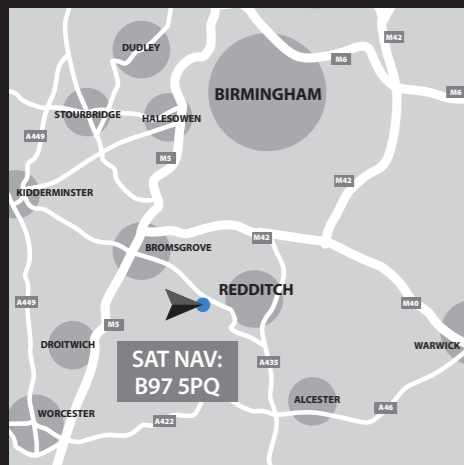 M42
DUDLEY
M6
BIRMINGHAM
M6
STOURBRIDGE
HALESOWEN
A449
M5
M42
KIDDERMINSTER
M42
BROMSGROVE
REDDITCH
A449
M40
M5
DROITWICH
WARWICK
SAT NAV:
B97 5PQ
A435
ALCESTER
A46
WORCESTER
A422